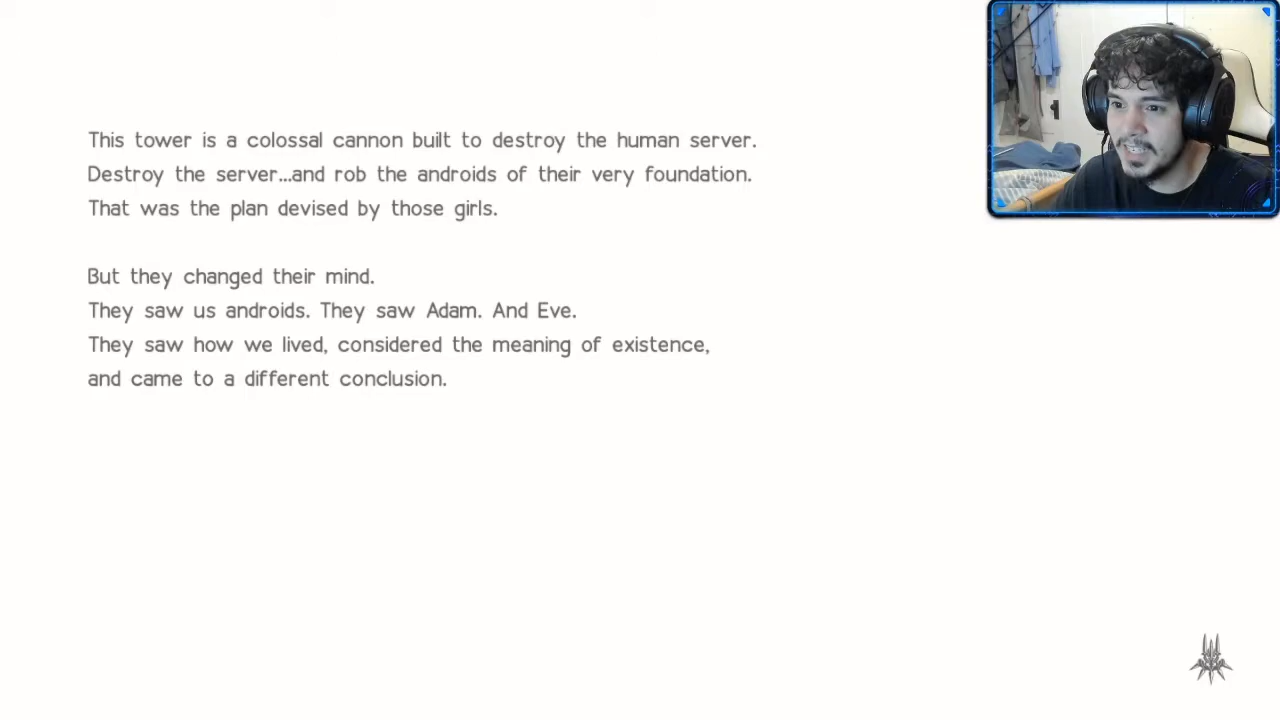 This tower is a colossal cannon built to destroy the human server.
Destroy the server...and rob the androids of their very foundation.
That was the plan devised by those girls.
But they changed their mind.
They saw us androids. They saw Adam. And Eve.
They saw how we lived, considered the meaning of existence,
and came to a different conclusion.